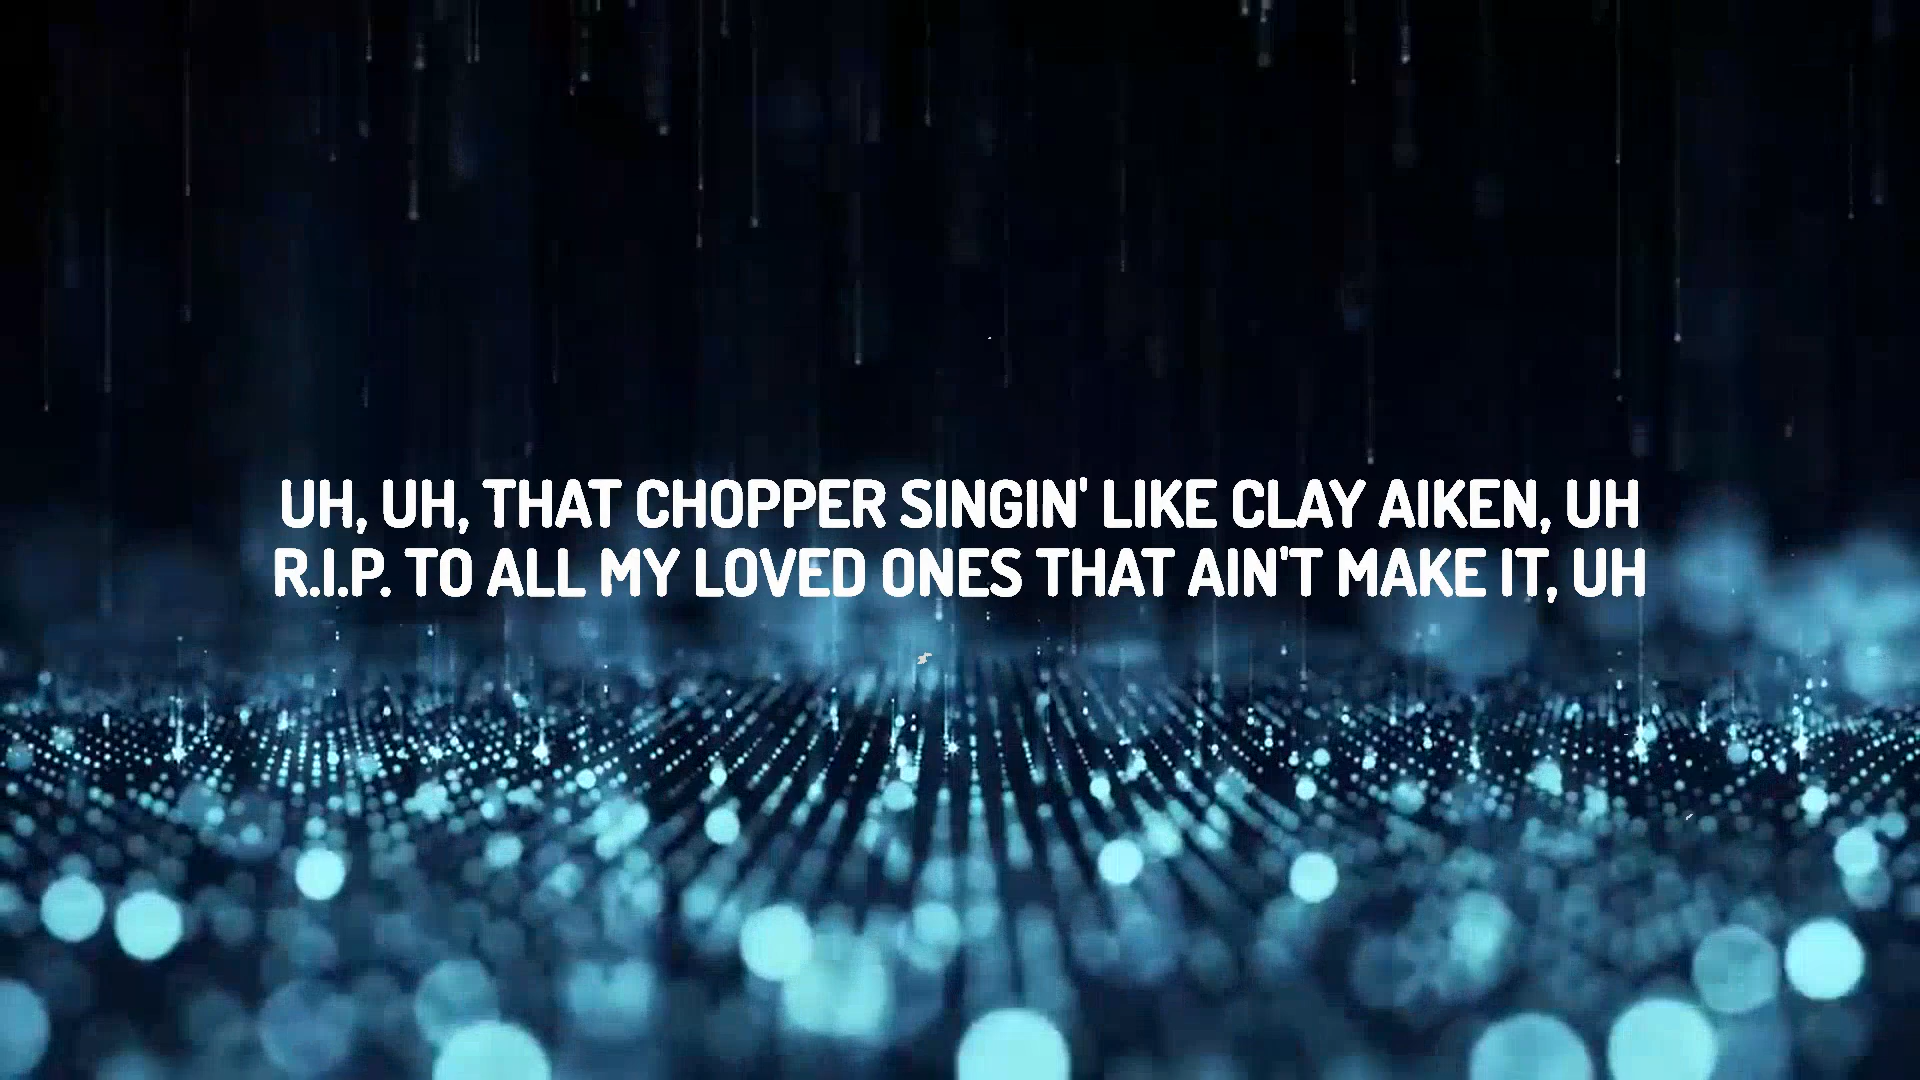 UH, UH, THAT CHOPPER SINGIN' LIKE CLAY AIKEN, UH
R.I.P. TO ALL MY LOVED ONES THAT AIN'T MAKE IT, UH